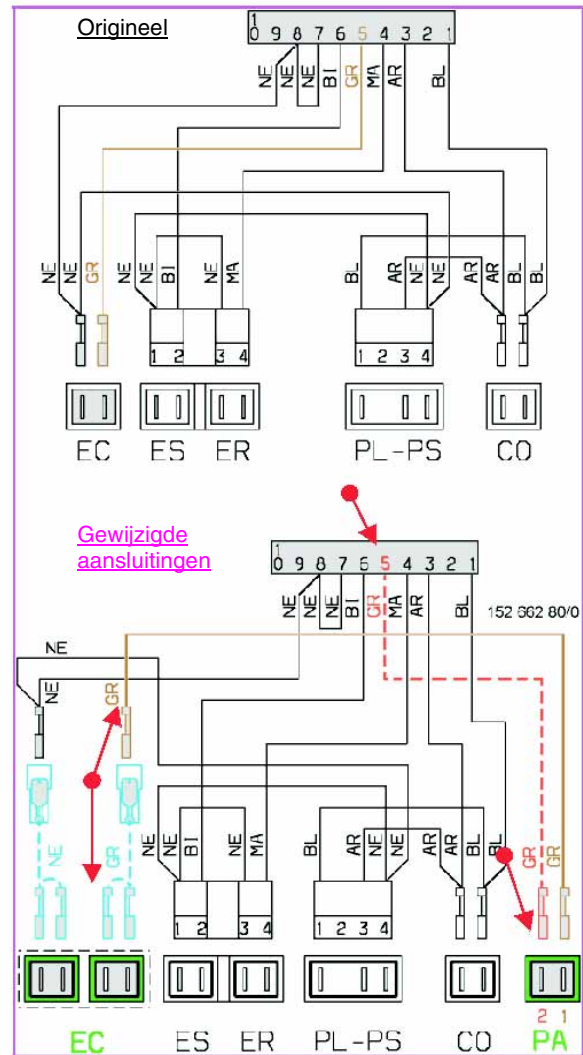 Origineel
1
0 9 8 7 6 5 4 3 2 1
NE NE NE BI GR MA AR BL
NE NE GR NE NE BI NE MA BL AR NE NE AR AR BL BL
1 2 3 4 1 2 3 4
EC ES ER PL-PS CO
Gewijzigde
aansluitingen
1
0 9 8 7 6 5 4 3 2 1
NE NE NE BI GR MA AR BL
152 662 80/0
NE
NE GR
NE NE BI NE MA BL AR NE NE AR AR BL BL
NE GR GR GR
1 2 3 4 1 2 3 4
2 1
EC ES ER PL-PS CO PA